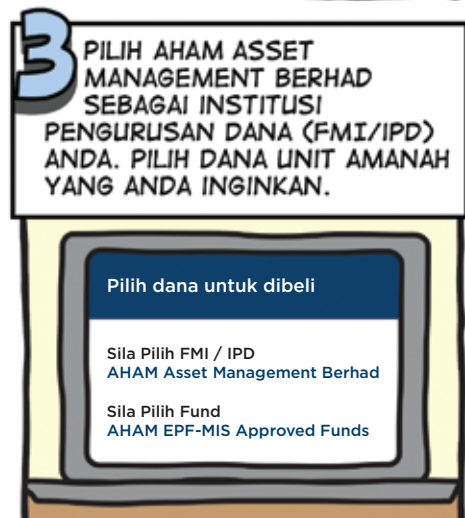 3
PILIH AHAM ASSET
MANAGEMENT BERHAD
SEBAGAI INSTITUSI
PENGURUSAN DANA (FMI/IPD)
ANDA. PILIH DANA UNIT AMANAH
YANG ANDA INGINKAN.
Pilih dana untuk dibeli
Sila Pilih FMI / IPD
AHAM Asset Management Berhad
Sila Pilih Fund
AHAM EPF-MIS Approved Funds